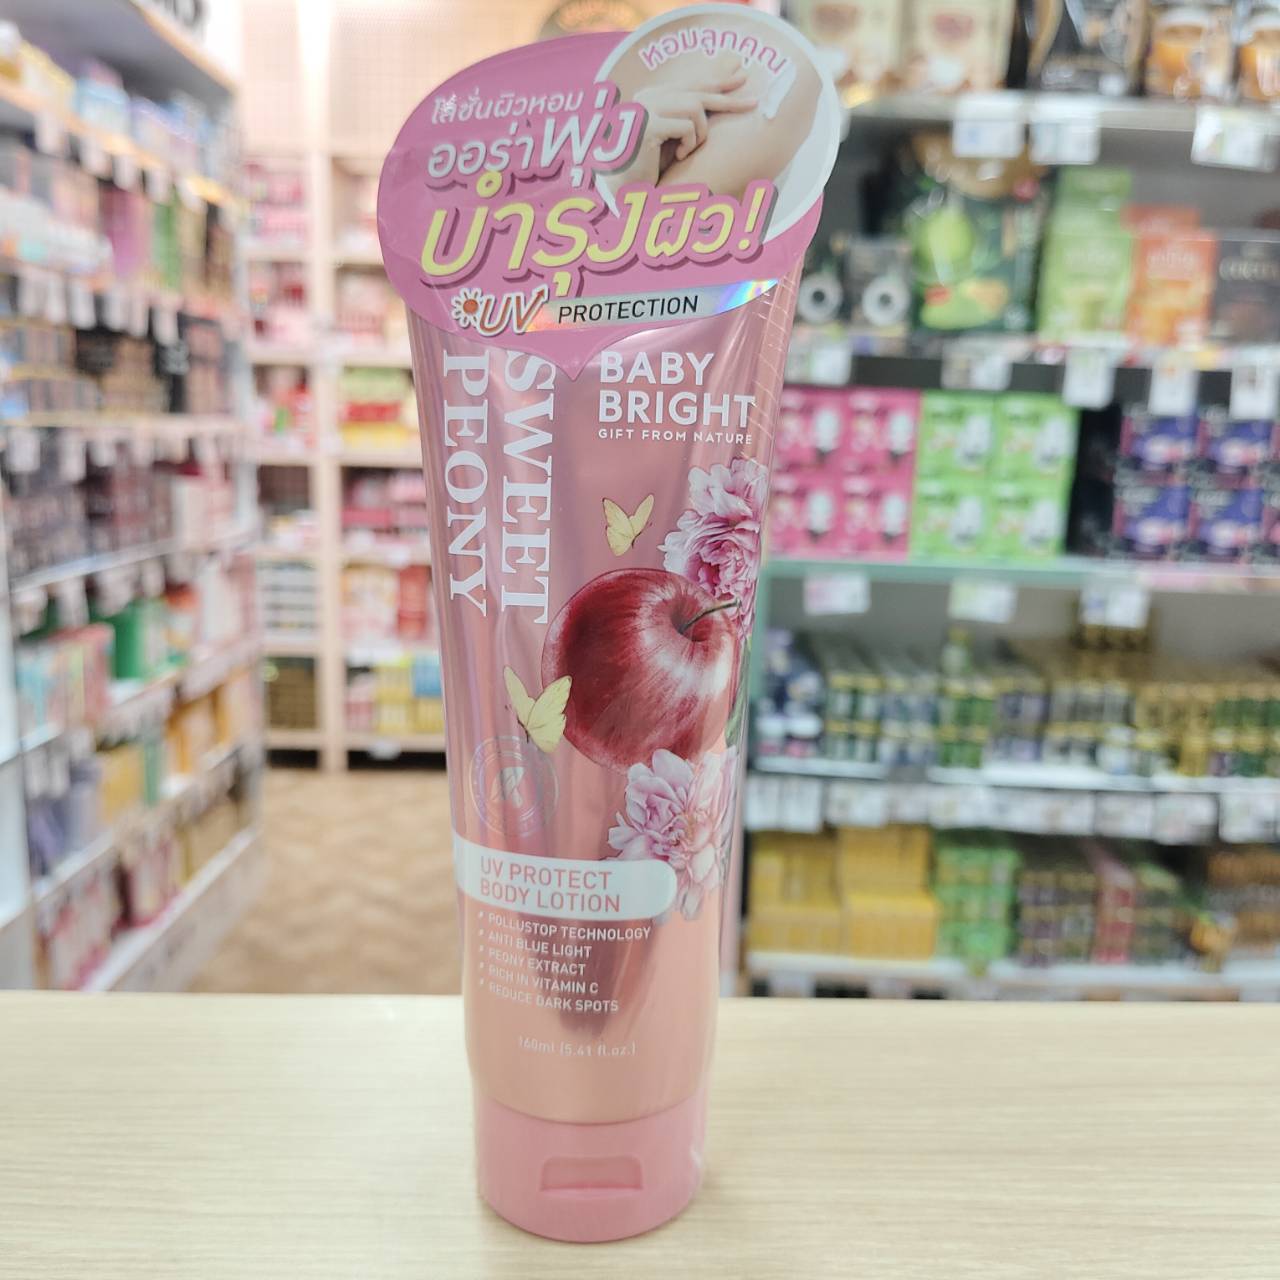 หอมลูกคุณ
โลชั่นผิวหอม
ออร่าพุ่ง
บำรุงผิว!
UV PROTECTION
SWEET
PEONY
BABY
BRIGHT
GIFT FROM NATURE
UV PROTECT
BODY LOTION
POLLUSTOP TECHNOLOGY
ANTI BLUE LIGHT
PEONY EXTRACT
RICH IN VITAMIN C
REDUCE DARK SPOTS
160ml (5.41 fl.oz.)